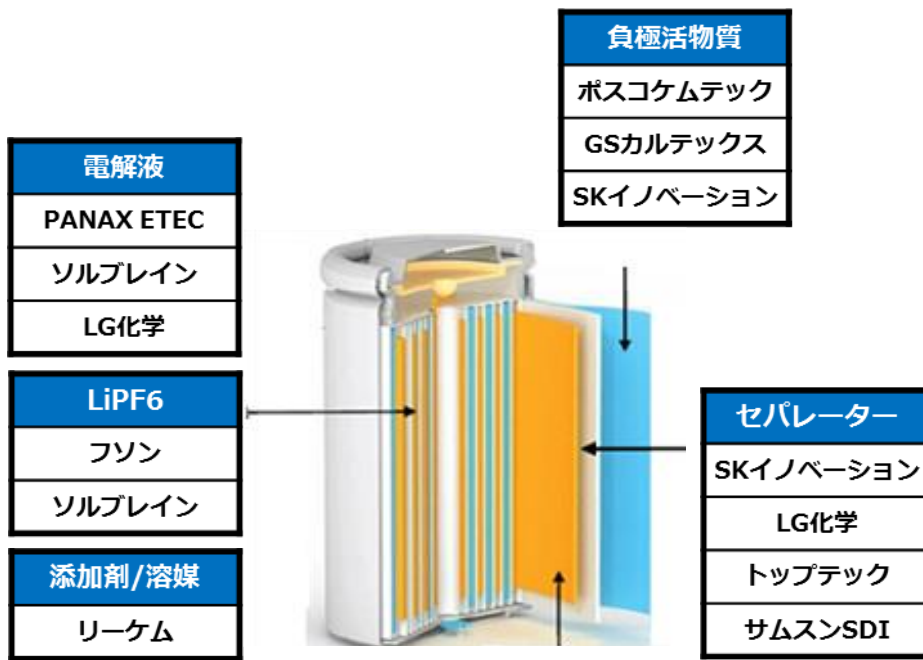 負極活物質
ポスコケムテック
GSカルテックス
SKイノベーション
電解液
PANAX ETEC
ソルブレイン
LG化学
LiPF6
フソン
ソルブレイン
添加剤/溶媒
リーケム
セパレーター
SKイノベーション
LG化学
トップテック
サムスンSDI